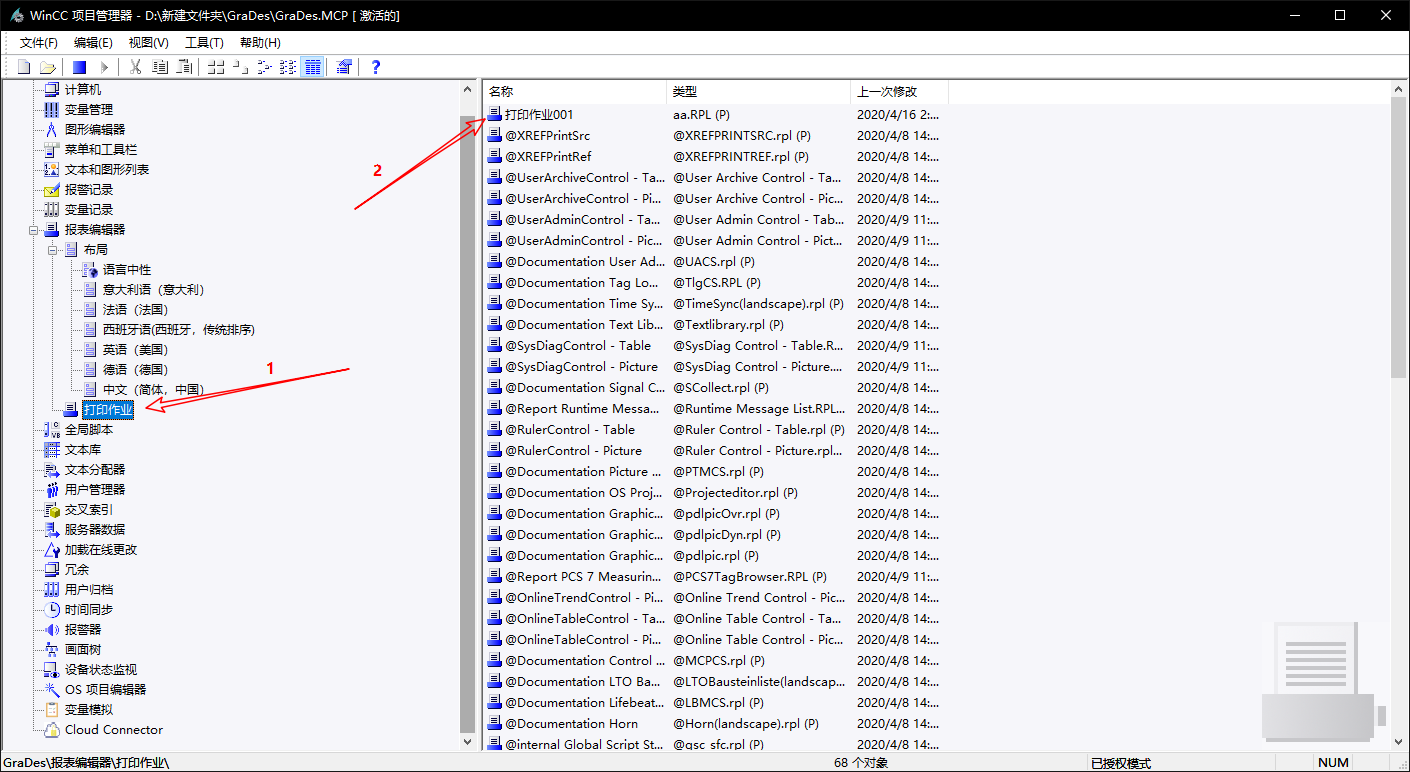 WinCC 项目管理器 - D:\新建文件夹\GraDes\GraDes.MCP [ 激活的]
文件(F) 编辑(E) 视图(V) 工具(T) 帮助(H)
计算机
变量管理
图形编辑器
菜单和工具栏
文本和图形列表
报警记录
变量记录
报表编辑器
布局
语言中性
意大利语（意大利）
法语（法国）
西班牙语(西班牙，传统排序)
英语（美国）
德语（德国）
中文（简体，中国）
打印作业
全局脚本
文本库
文本分配器
用户管理器
交叉索引
服务器数据
加载在线更改
冗余
用户归档
时间同步
报警器
画面树
设备状态监视
OS 项目编辑器
变量模拟
Cloud Connector
1
2
名称 类型 上一次修改
打印作业001 aa.RPL (P) 2020/4/16 2:...
@XREFPrintSrc @XREFPRINTSRC.rpl (P) 2020/4/8 14:...
@XREFPrintRef @XREFPRINTREF.rpl (P) 2020/4/8 14:...
@UserArchiveControl - Ta... @User Archive Control - Ta... 2020/4/8 14:...
@UserArchiveControl - Pi... @User Archive Control - Pi... 2020/4/8 14:...
@UserAdminControl - Ta... @User Admin Control - Tab... 2020/4/9 11:...
@UserAdminControl - Pic... @User Admin Control - Pict... 2020/4/9 11:...
@Documentation User Ad... @UACS.rpl (P) 2020/4/8 14:...
@Documentation Tag Lo... @TlgCS.RPL (P) 2020/4/8 14:...
@Documentation Time Sy... @TimeSync(landscape).rpl (P) 2020/4/8 14:...
@Documentation Text Lib... @Textlibrary.rpl (P) 2020/4/8 14:...
@SysDiagControl - Table @SysDiag Control - Table.R... 2020/4/9 11:...
@SysDiagControl - Picture @SysDiag Control - Picture.... 2020/4/9 11:...
@Documentation Signal C... @SCollect.rpl (P) 2020/4/8 14:...
@Report Runtime Messa... @Runtime Message List.RPL... 2020/4/8 14:...
@RulerControl - Table @Ruler Control - Table.rpl (P) 2020/4/8 14:...
@RulerControl - Picture @Ruler Control - Picture.rpl... 2020/4/8 14:...
@Documentation Picture ... @PTMCS.rpl (P) 2020/4/8 14:...
@Documentation OS Proj... @Projecteditor.rpl (P) 2020/4/8 14:...
@Documentation Graphic... @pdlpicOvr.rpl (P) 2020/4/8 14:...
@Documentation Graphic... @pdlpicDyn.rpl (P) 2020/4/8 14:...
@Documentation Graphic... @pdlpic.rpl (P) 2020/4/8 14:...
@Report PCS 7 Measurin... @PCS7TagBrowser.RPL (P) 2020/4/9 11:...
@OnlineTrendControl - Pi... @Online Trend Control - Pic... 2020/4/8 14:...
@OnlineTableControl - Ta... @Online Table Control - Ta... 2020/4/8 14:...
@OnlineTableControl - Pi... @Online Table Control - Pic... 2020/4/8 14:...
@Documentation Control ... @MCPCS.rpl (P) 2020/4/8 14:...
@Documentation LTO Ba... @LTOBausteinliste(landscap... 2020/4/8 14:...
@Documentation Lifebeat... @LBMCS.rpl (P) 2020/4/8 14:...
@Documentation Horn @Horn(landscape).rpl (P) 2020/4/8 14:...
@internal Global Script St... @gsc_sfc.rpl (P) 2020/4/8 14:...
GraDes\报表编辑器\打印作业\ 68 个对象 已授权模式 NUM